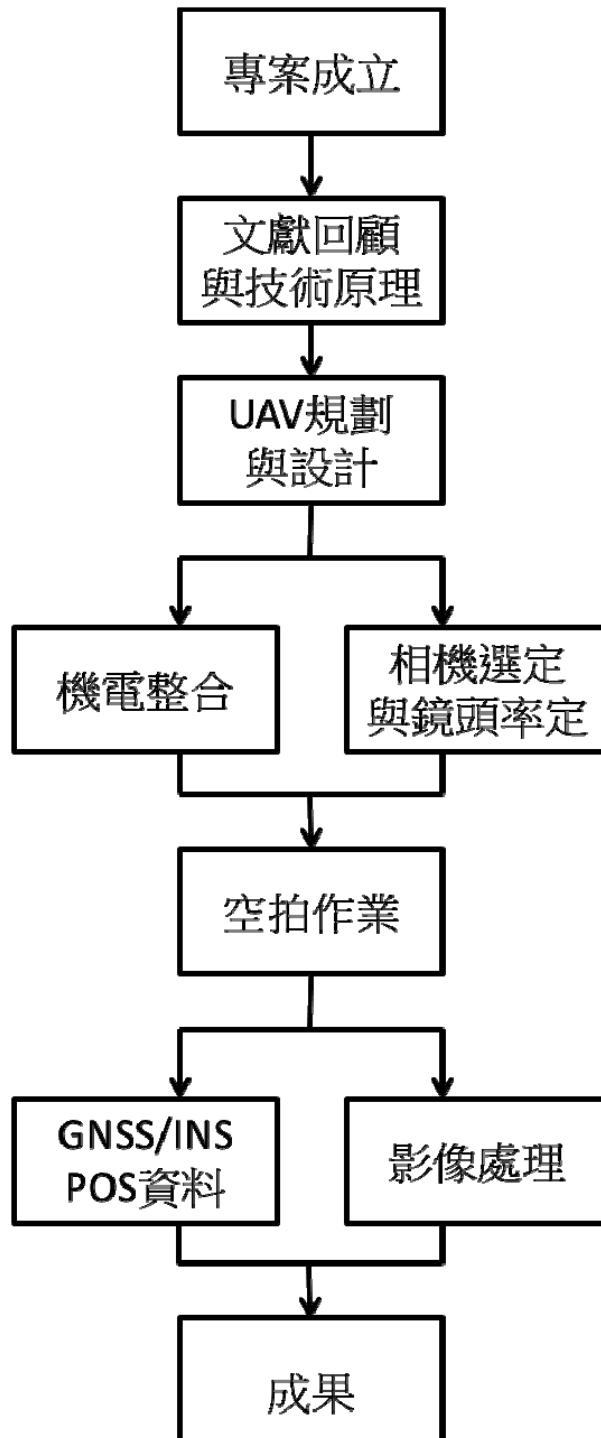 專案成立
文獻回顧
與技術原理
UAV規劃
與設計
機電整合
相機選定
與鏡頭率定
空拍作業
GNSS/INS
POS資料
影像處理
成果